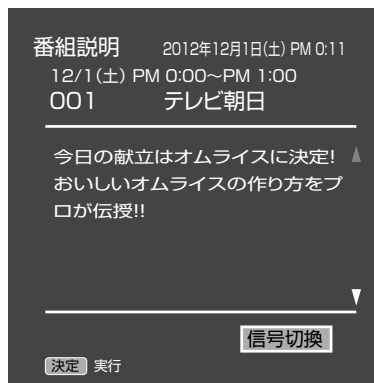 番組説明 2012年12月1日(土) PM 0:11
12/1(土) PM 0:00~PM 1:00
001 テレビ朝日
今日の献立はオムライスに決定!
おいしいオムライスの作り方をプ
ロが伝授!!
信号切換
決定 実行